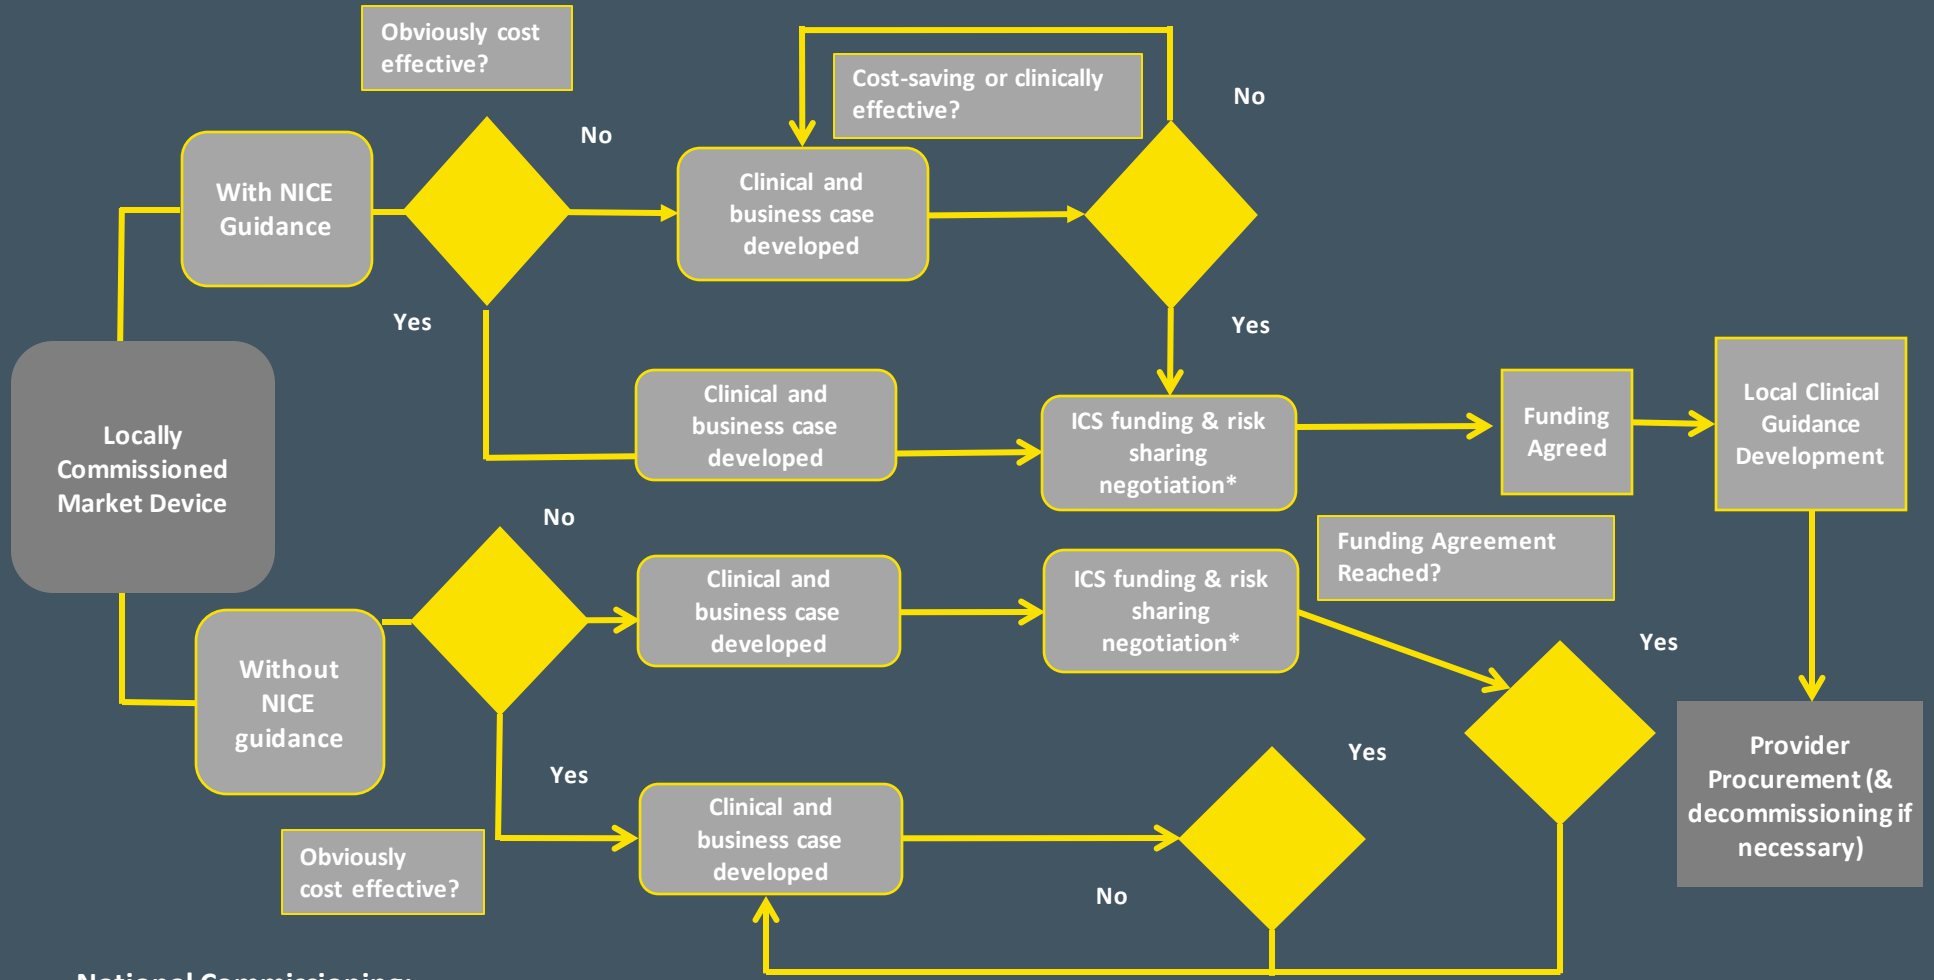 Obviously cost
effective?
Cost-saving or clinically
effective?
No
No
With NICE
Guidance
Clinical and
business case
developed
Yes
Yes
Locally
Commissioned
Market Device
Clinical and
business case
developed
ICS funding & risk
sharing
negotiation*
Funding
Agreed
Local Clinical
Guidance
Development
No
Funding Agreement
Reached?
Clinical and
business case
developed
ICS funding & risk
sharing
negotiation*
Yes
Without
NICE
guidance
Yes
Yes
Provider
Procurement (&
decommissioning if
necessary)
Clinical and
business case
developed
Obviously
cost effective?
No
National Commissioning: